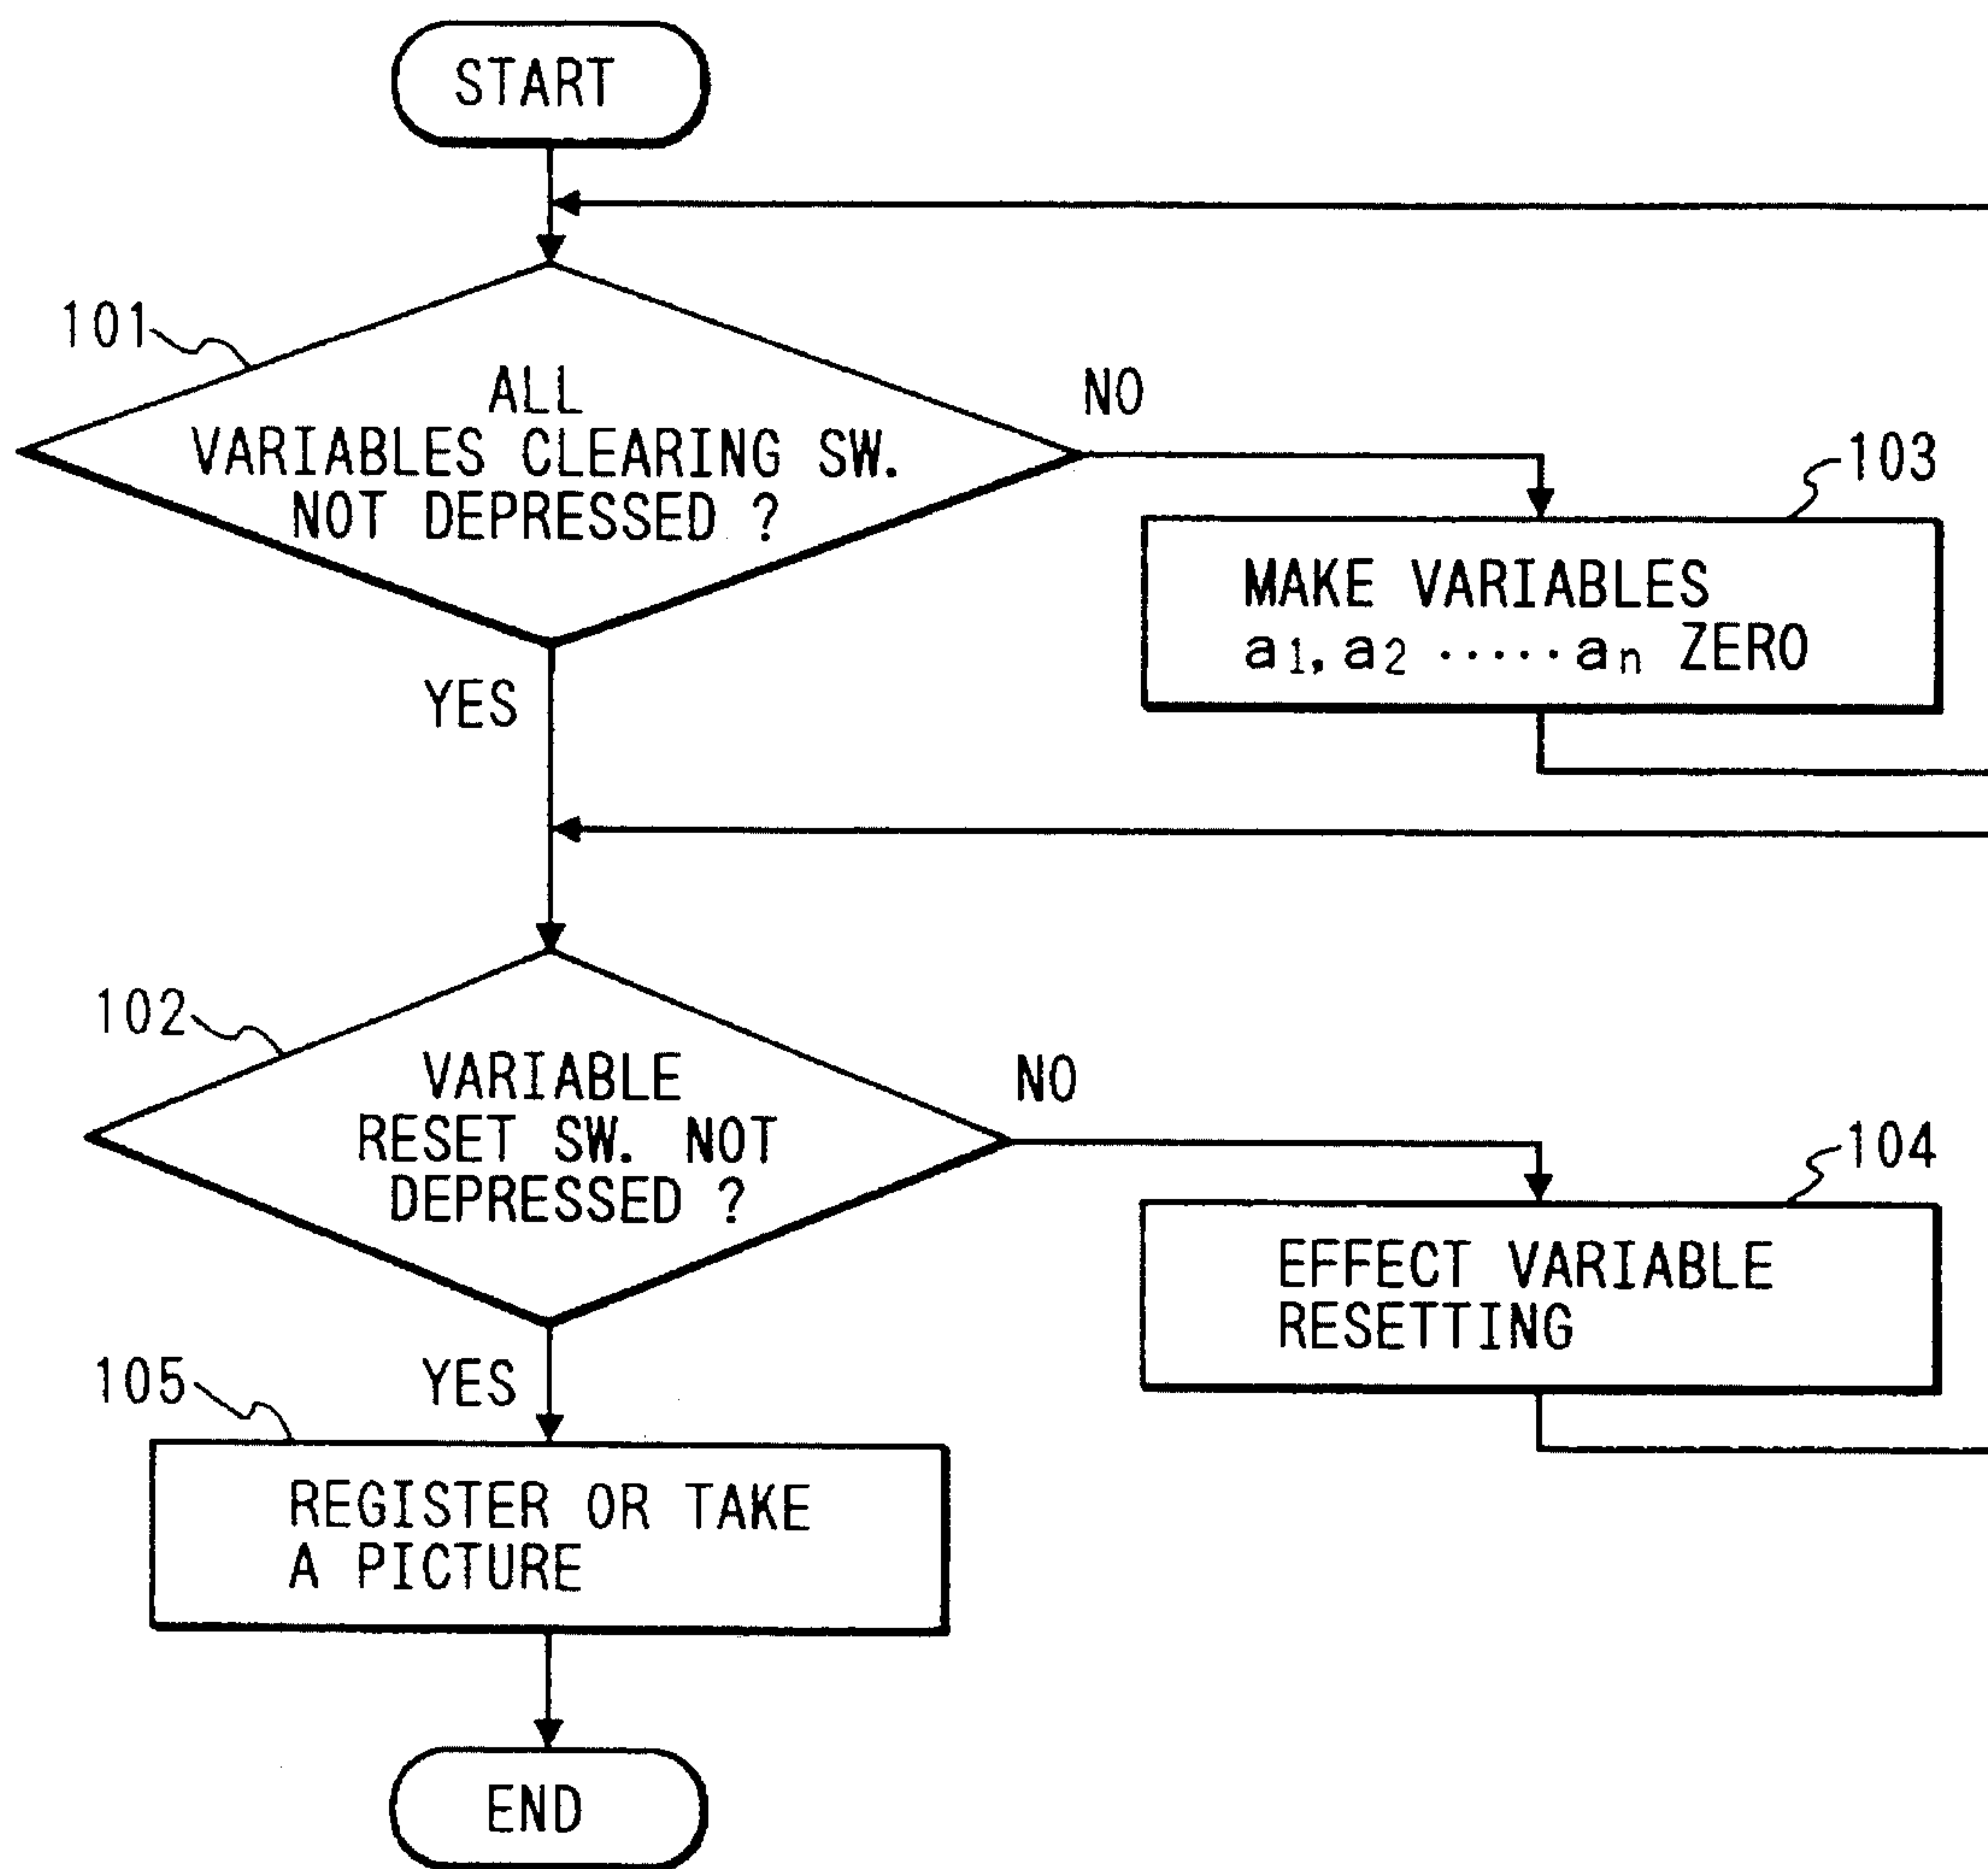 START
101
ALL
VARIABLES CLEARING SW.
NOT DEPRESSED ?
NO
103
MAKE VARIABLES
a1, a2 ····· an ZERO
YES
102
VARIABLE
RESET SW. NOT
DEPRESSED ?
NO
104
EFFECT VARIABLE
RESETTING
YES
105
REGISTER OR TAKE
A PICTURE
END